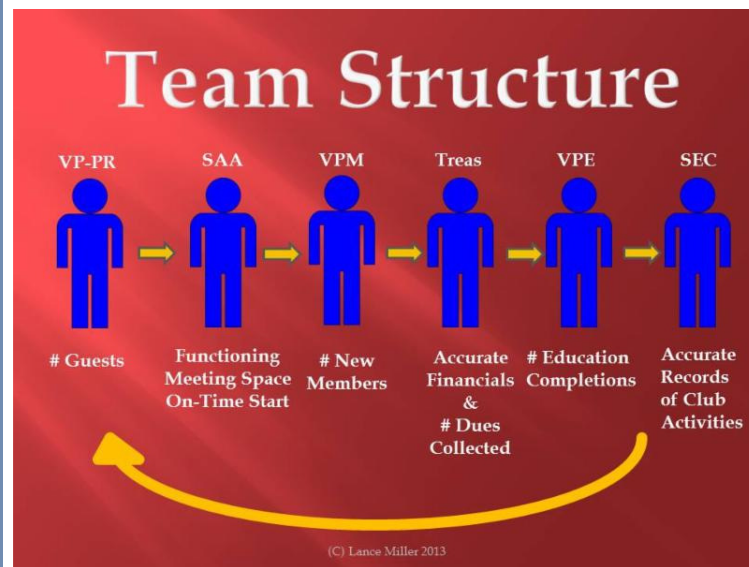 Team Structure
VP-PR
SAA
VPM
Treas
VPE
SEC
# Guests
Functioning
Meeting Space
On-Time Start
# New
Members
Accurate
Financials
&
# Dues
Collected
# Education
Completions
Accurate
Records
of Club
Activities
(C) Lance Miller 2013